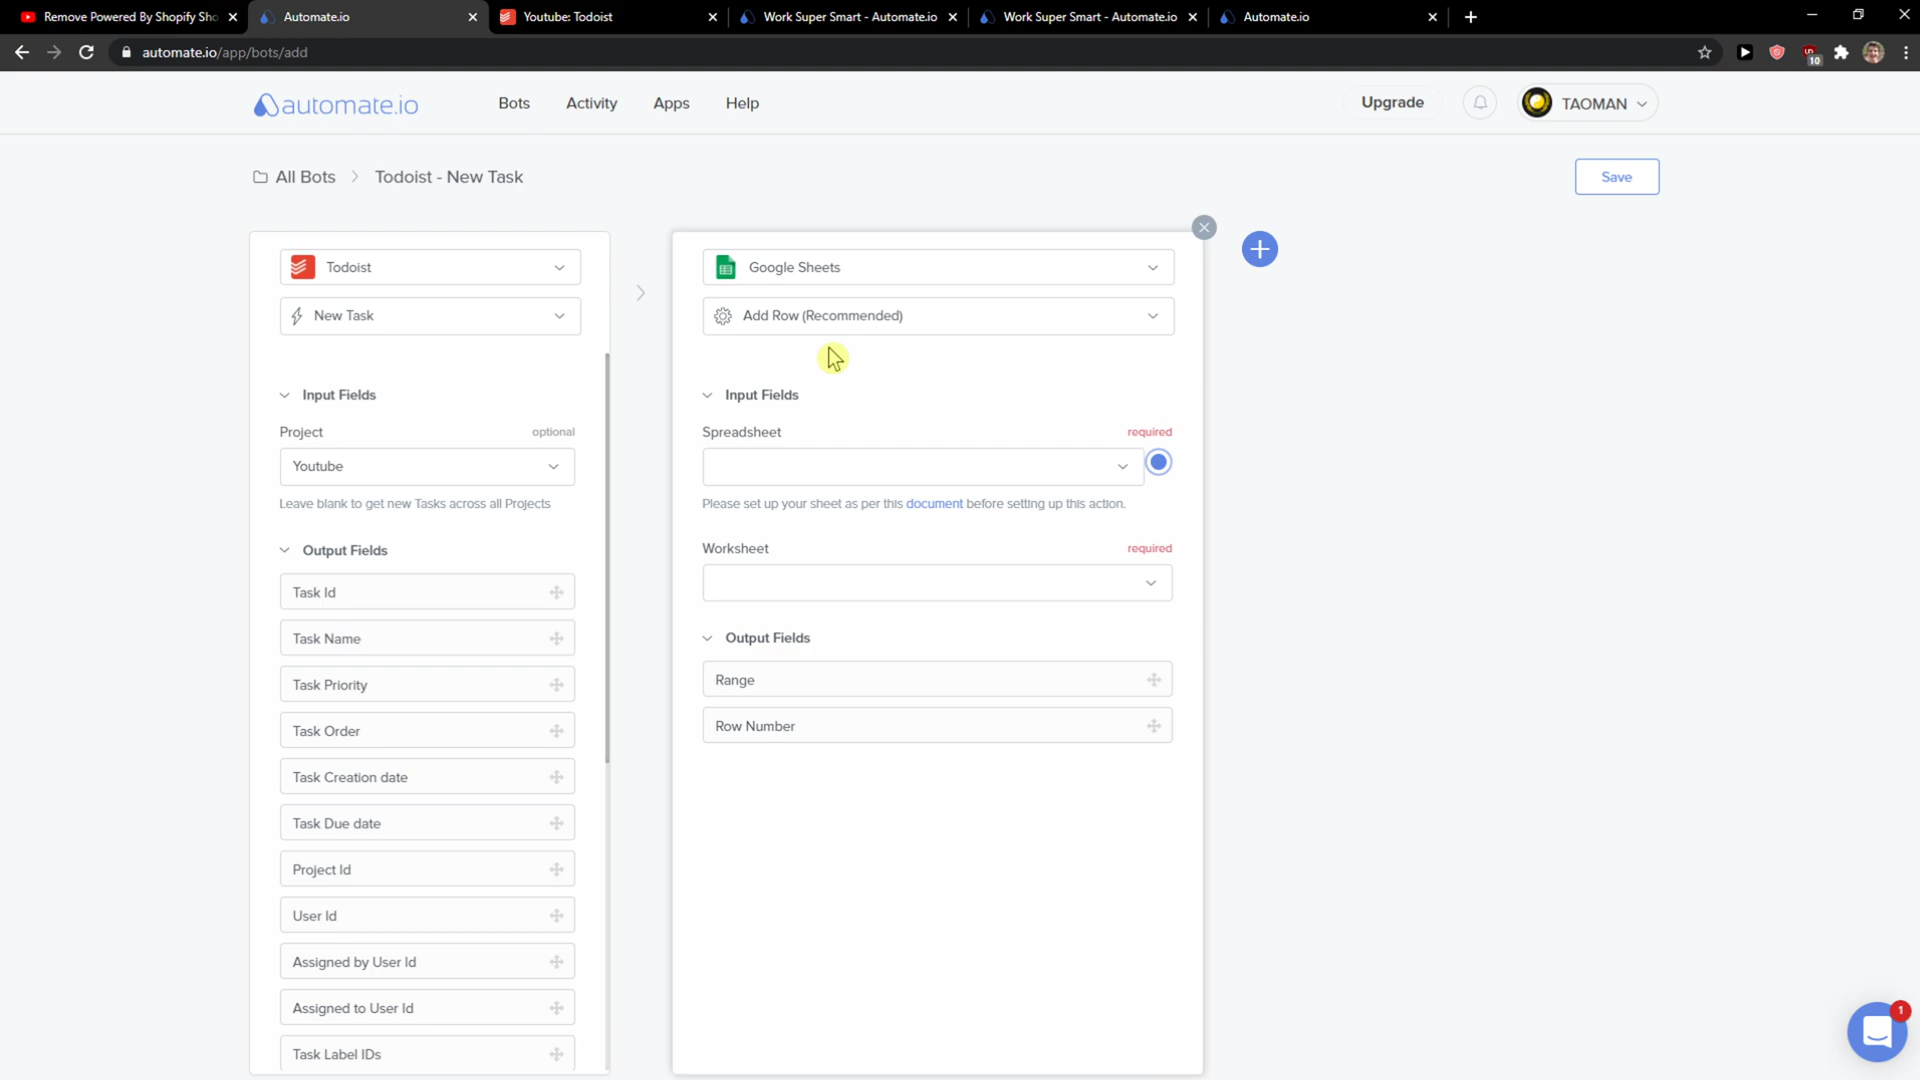 Remove Powered By Shopify Sho
Automate.io
Youtube: Todoist
Work Super Smart - Automate.io
Work Super Smart - Automate.io
Automate.io
automate.io/app/bots/add
10
automate.io
Bots
Activity
Apps
Help
Upgrade
TAOMAN
All Bots
Todoist - New Task
Save
Todoist
New Task
Input Fields
Project
optional
Youtube
Leave blank to get new Tasks across all Projects
Output Fields
Task Id
Task Name
Task Priority
Task Order
Task Creation date
Task Due date
Project Id
User Id
Assigned by User Id
Assigned to User Id
Task Label IDs
Google Sheets
Add Row (Recommended)
Input Fields
Spreadsheet
required
Please set up your sheet as per this document before setting up this action.
Worksheet
required
Output Fields
Range
Row Number
1